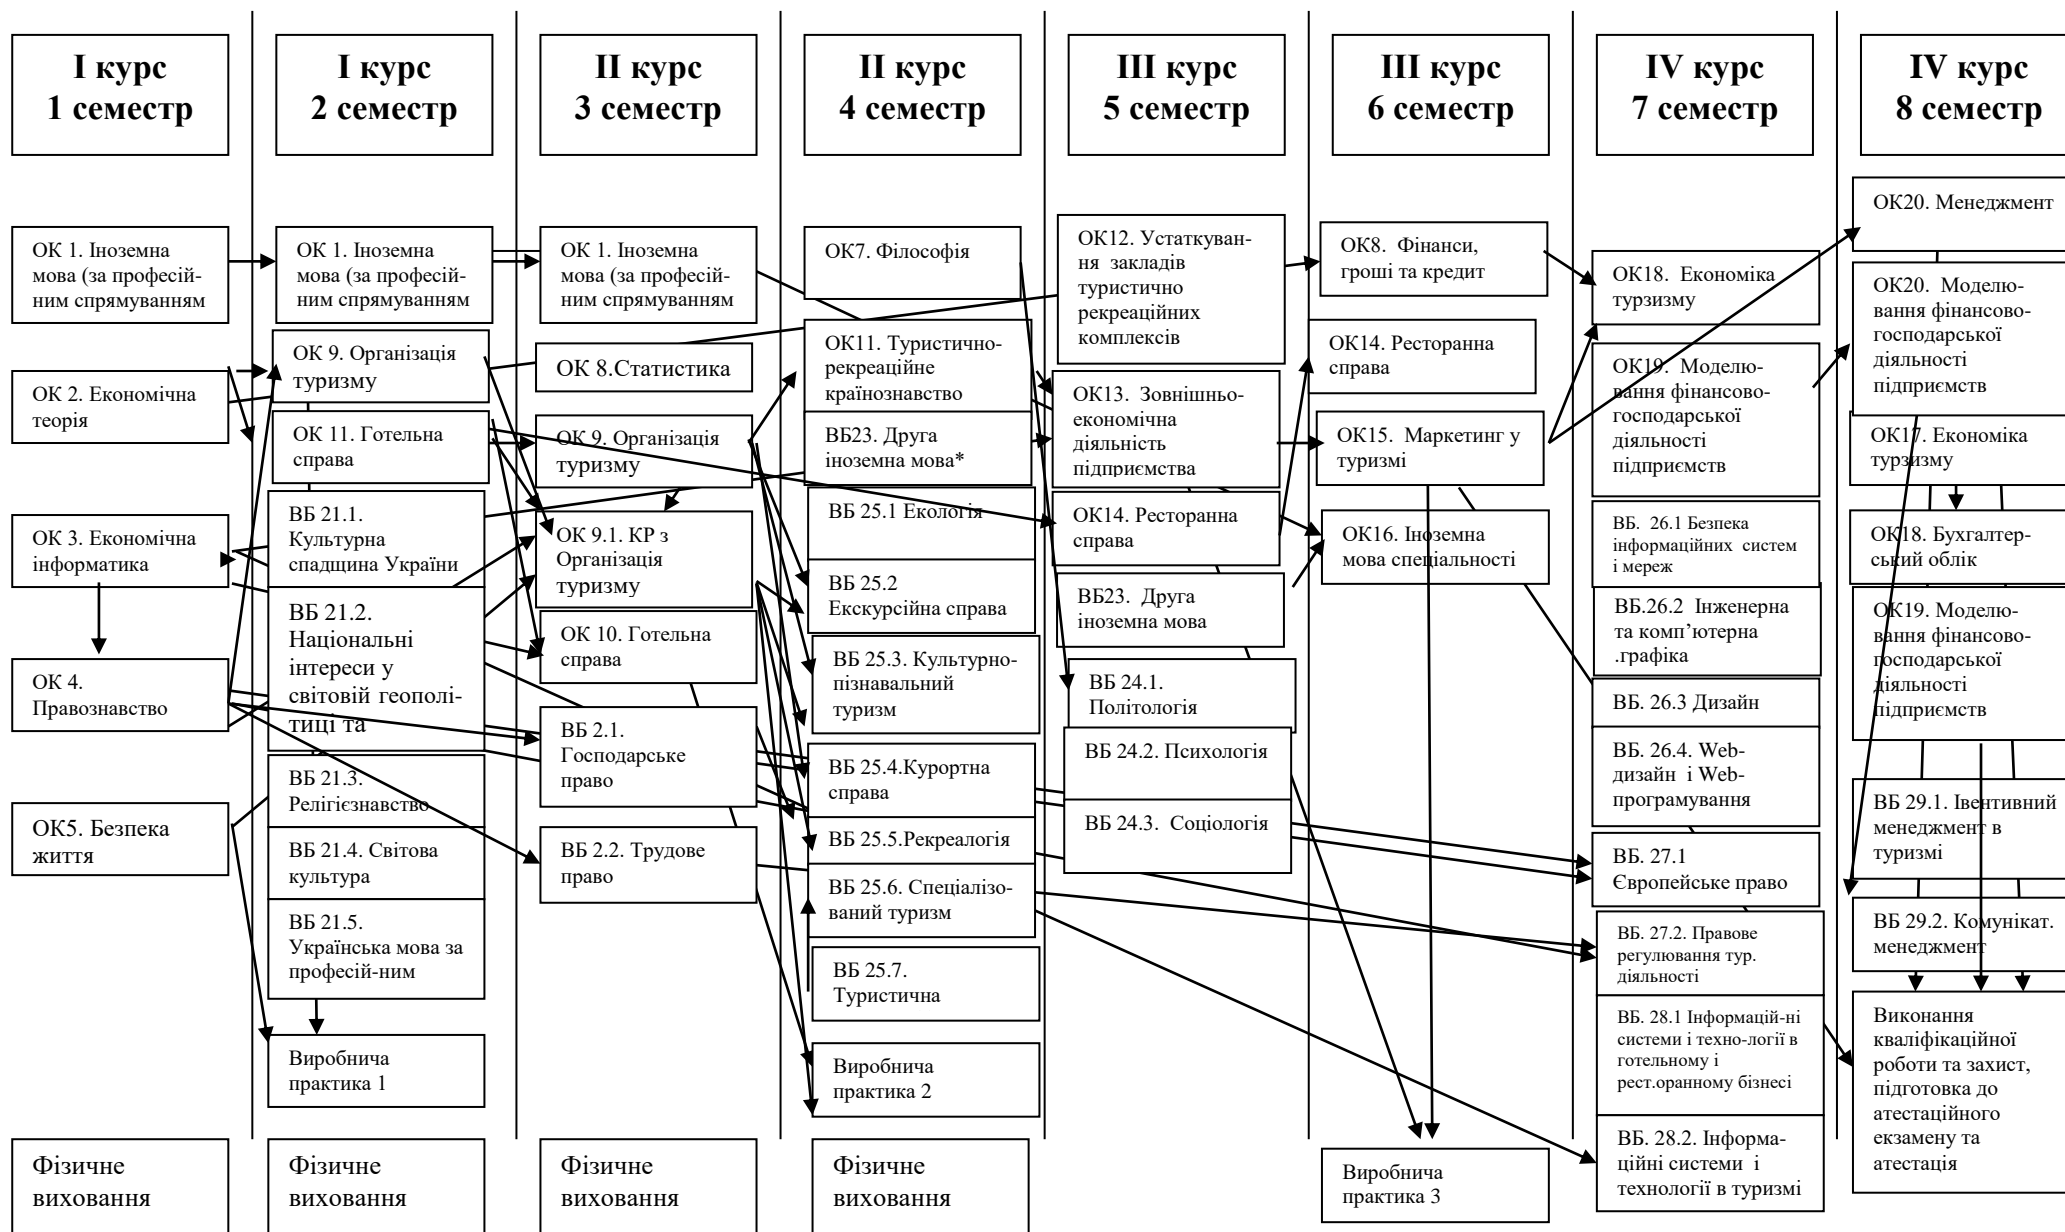 І курс
1 семестр
І курс
2 семестр
ІІ курс
3 семестр
ІІ курс
4 семестр
ІІІ курс
5 семестр
ІІІ курс
6 семестр
IV курс
7 семестр
IV курс
8 семестр
ОК 1. Іноземна
мова (за професій-
ним спрямуванням
ОК 2. Економічна
теорія
ОК 3. Економічна
інформатика
ОК 4.
Правознавство
ОК5. Безпека
життя
Фізичне
виховання
ОК 1. Іноземна
мова (за професій-
ним спрямуванням
ОК 9. Організація
туризму
ОК 11. Готельна
справа
ВБ 21.1.
Культурна
спадщина України
ВБ 21.2.
Національні
інтереси у
світовій геополі-
тиці та
ВБ 21.3.
Релігієзнавство
ВБ 21.4. Світова
культура
ВБ 21.5.
Українська мова за
професій-ним
Виробнича
практика 1
Фізичне
виховання
ОК 1. Іноземна
мова (за професій-
ним спрямуванням
ОК 8.Статистика
ОК 9. Організація
туризму
ОК 9.1. КР з
Організація
туризму
ОК 10. Готельна
справа
ВБ 2.1.
Господарське
право
ВБ 2.2. Трудове
право
Фізичне
виховання
ОК7. Філософія
ОК11. Туристично-
рекреаційне
країнознавство
ВБ23. Друга
іноземна мова*
ВБ 25.1 Екологія
ВБ 25.2
Екскурсійна справа
ВБ 25.3. Культурно-
пізнавальний
туризм
ВБ 25.4.Курортна
справа
ВБ 25.5.Рекреалогія
ВБ 25.6. Спеціалізо-
ваний туризм
ВБ 25.7.
Туристична
Виробнича
практика 2
Фізичне
виховання
ОК12. Устаткуван-
ня закладів
туристично
рекреаційних
комплексів
ОК13. Зовнішньо-
економічна
діяльність
підприємства
ОК14. Ресторанна
справа
ВБ23. Друга
іноземна мова
ВБ 24.1.
Політологія
ВБ 24.2. Психологія
ВБ 24.3. Соціологія
ОК8. Фінанси,
гроші та кредит
ОК14. Ресторанна
справа
ОК15. Маркетинг у
туризмі
ОК16. Іноземна
мова спеціальності
Виробнича
практика 3
ОК18. Економіка
турзизму
ОК19. Моделю-
вання фінансово-
господарської
діяльності
підприємств
ВБ. 26.1 Безпека
інформаційних систем
і мереж
ВБ.26.2 Інженерна
та комп’ютерна
.графіка
ВБ. 26.3 Дизайн
ВБ. 26.4. Web-
дизайн і Web-
програмування
ВБ. 27.1
Європейське право
ВБ. 27.2. Правове
регулювання тур.
діяльності
ВБ. 28.1 Інформацій-ні
системи і техно-логії в
готельному і
рест.оранному бізнесі
ВБ. 28.2. Інформа-
ційні системи і
технології в туризмі
ОК20. Менеджмент
ОК20. Моделю-
вання фінансово-
господарської
діяльності
підприємств
ОК17. Економіка
турзизму
ОК18. Бухгалтер-
ський облік
ОК19. Моделю-
вання фінансово-
господарської
діяльності
підприємств
ВБ 29.1. Івентивний
менеджмент в
туризмі
ВБ 29.2. Комунікат.
менеджмент
Виконання
кваліфікаційної
роботи та захист,
підготовка до
атестаційного
екзамену та
атестація